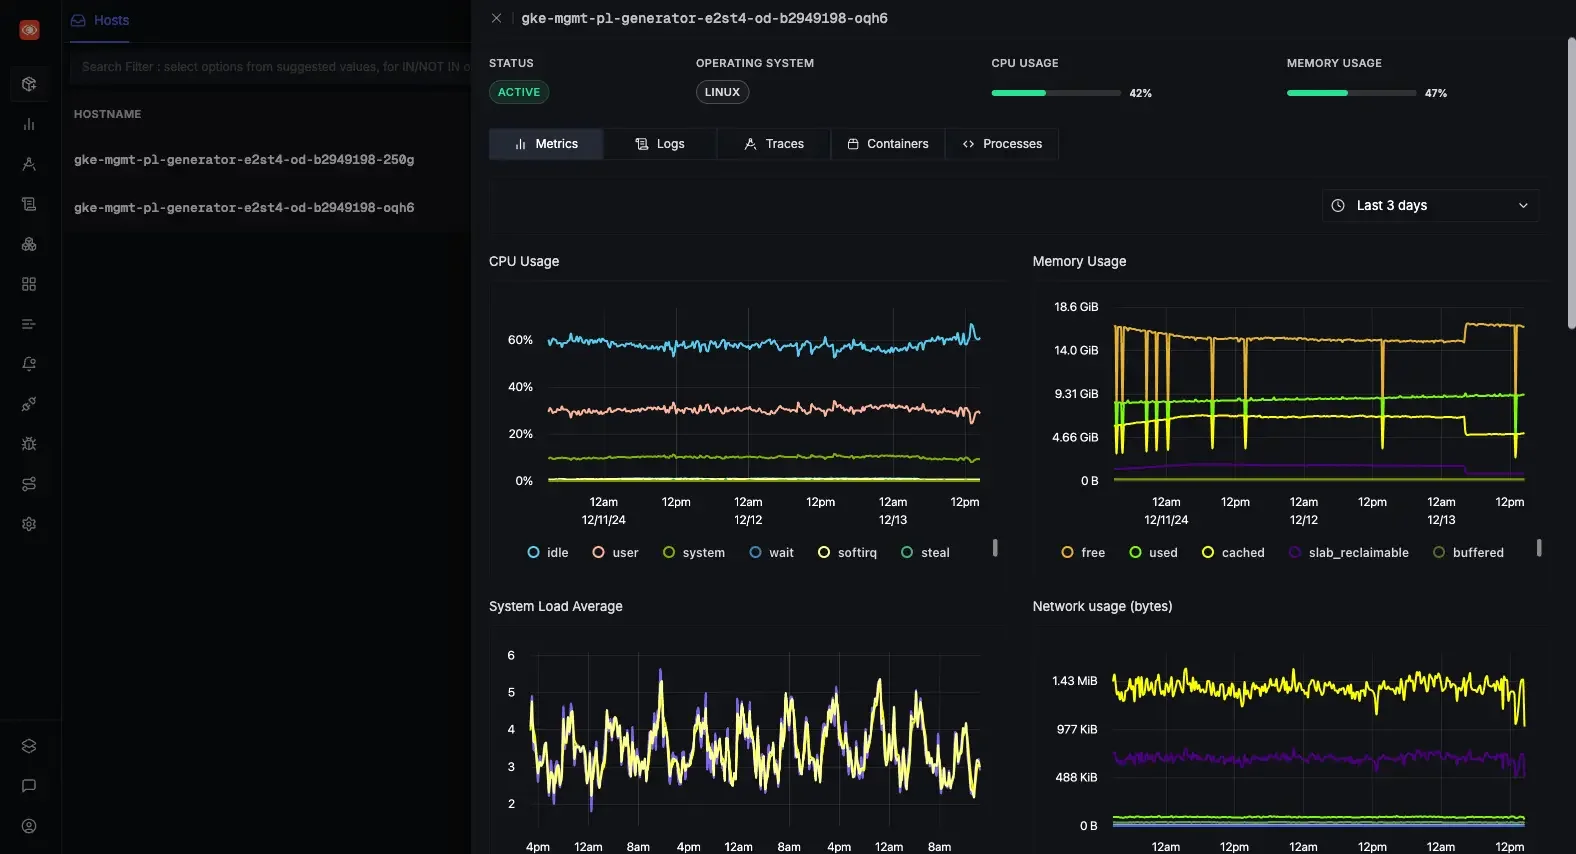 Hosts
gke-mgmt-pl-generator-e2st4-od-b2949198-oqh6
Search Filter : select options from suggested values, for IN/NOT IN o
HOSTNAME
gke-mgmt-pl-generator-e2st4-od-b2949198-250g
gke-mgmt-pl-generator-e2st4-od-b2949198-oqh6
STATUS OPERATING SYSTEM CPU USAGE MEMORY USAGE
ACTIVE LINUX 42% 47%
Metrics Logs Traces Containers Processes
Last 3 days
CPU Usage
60%
40%
20%
0%
12am 12pm 12am 12pm 12am 12pm
12/11/24 12/12 12/13
idle user system wait softirq steal
Memory Usage
18.6 GiB
14.0 GiB
9.31 GiB
4.66 GiB
0 B
12am 12pm 12am 12pm 12am 12pm
12/11/24 12/12 12/13
free used cached slab_reclaimable buffered
System Load Average
6
5
4
3
2
4pm 12am 8am 4pm 12am 8am 4pm 12am 8am
Network usage (bytes)
1.43 MiB
977 KiB
488 KiB
0 B
12am 12pm 12am 12pm 12am 12pm